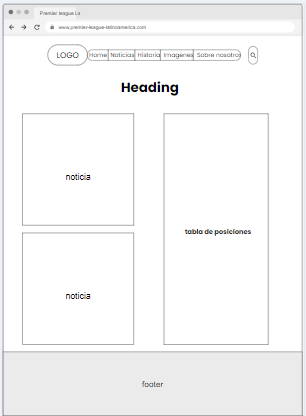 Premier league La
www.premier-league-latinoamerica.com
LOGO Home Noticias Historia Imagenes Sobre nosotros
Heading
noticia
tabla de posiciones
noticia
footer